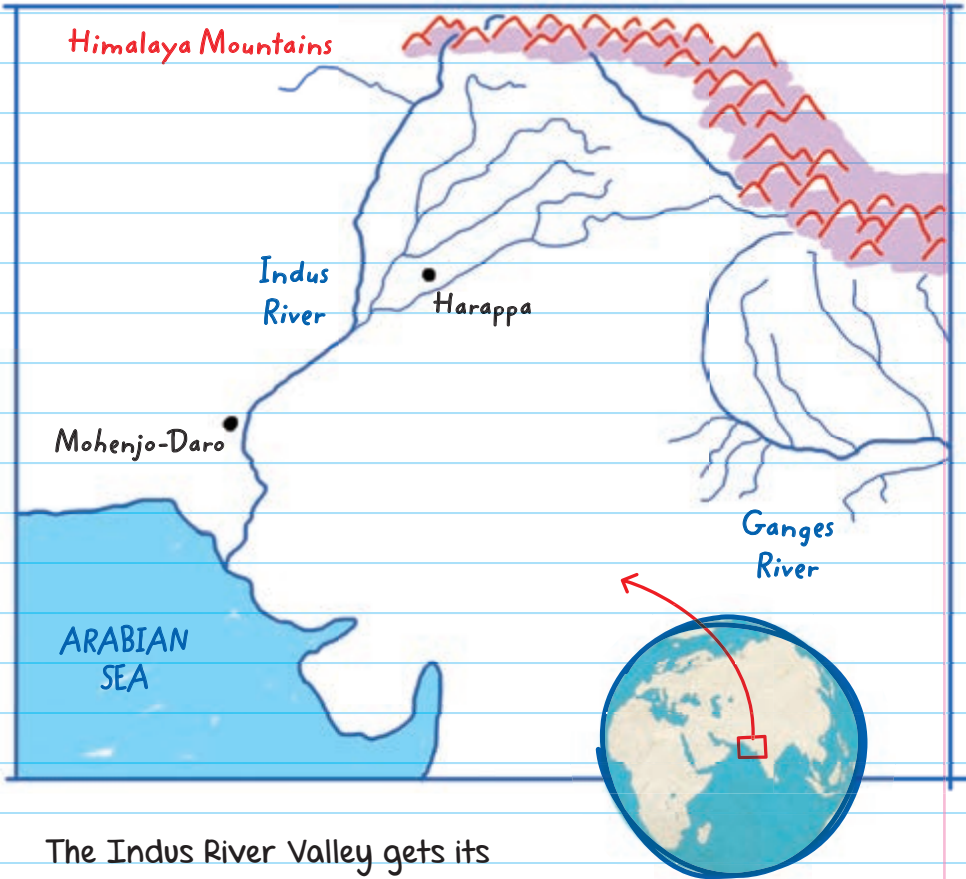 Himalaya Mountains
Indus
River
Harappa
Mohenjo-Daro
Ganges
River
ARABIAN
SEA
The Indus River Valley gets its